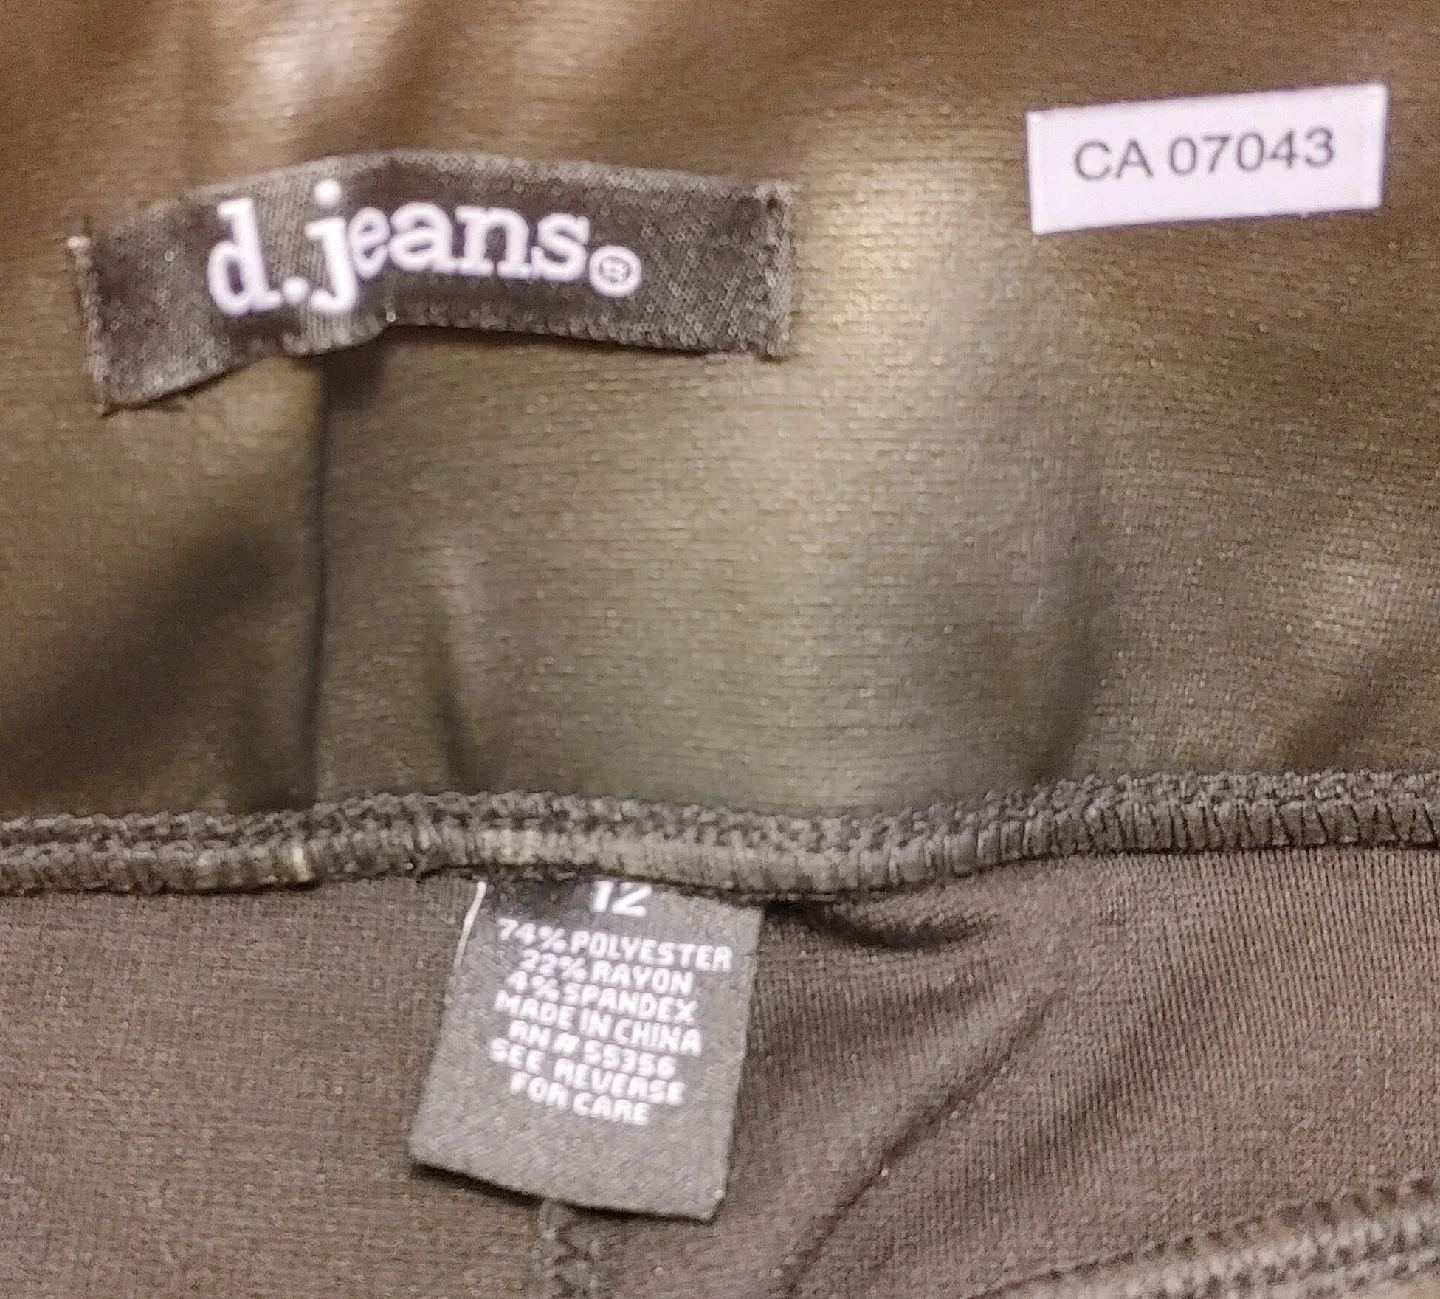 d.jeans®
CA 07043
12
74% POLYESTER
22% RAYON
4% SPANDEX
MADE IN CHINA
RN # 55356
SEE REVERSE
FOR CARE